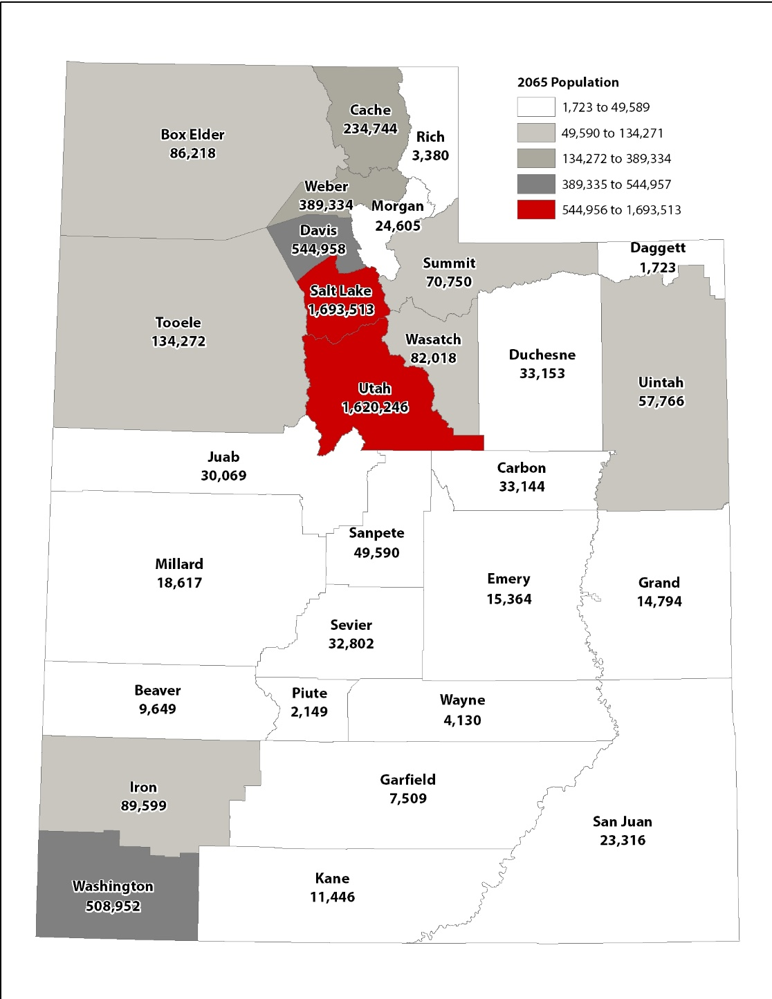 2065 Population
1,723 to 49,589
49,590 to 134,271
134,272 to 389,334
389,335 to 544,957
544,956 to 1,693,513
Cache
234,744
Box Elder
86,218
Rich
3,380
Weber
389,334
Morgan
24,605
Davis
544,958
Daggett
1,723
Summit
70,750
Salt Lake
1,693,513
Tooele
134,272
Wasatch
82,018
Duchesne
33,153
Uintah
57,766
Utah
1,620,246
Juab
30,069
Carbon
33,144
Sanpete
49,590
Millard
18,617
Emery
15,364
Grand
14,794
Sevier
32,802
Beaver
9,649
Piute
2,149
Wayne
4,130
Iron
89,599
Garfield
7,509
San Juan
23,316
Washington
508,952
Kane
11,446